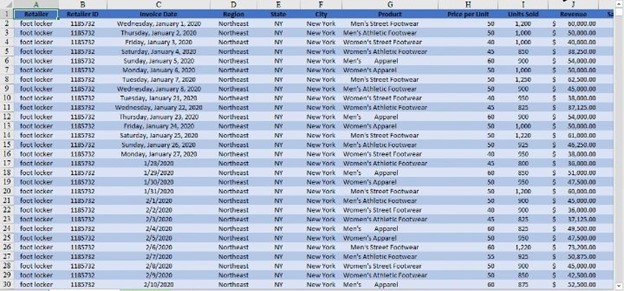 A B C D E F G H I J
1 Retailer Retailer ID Invoice Date Region State City Product Price per Unit Units Sold Revenue
2 foot locker 1185732 Wednesday, January 1, 2020 Northeast NY New York Men's Street Footwear 50 1,200 $ 60,000.00
3 foot locker 1185732 Thursday, January 2, 2020 Northeast NY New York Men's Athletic Footwear 50 1,000 $ 50,000.00
4 foot locker 1185732 Friday, January 3, 2020 Northeast NY New York Women's Street Footwear 40 1,000 $ 40,000.00
5 foot locker 1185732 Saturday, January 4, 2020 Northeast NY New York Women's Athletic Footwear 45 850 $ 38,250.00
6 foot locker 1185732 Sunday, January 5, 2020 Northeast NY New York Men's Apparel 60 900 $ 54,000.00
7 foot locker 1185732 Monday, January 6, 2020 Northeast NY New York Women's Apparel 50 1,000 $ 50,000.00
8 foot locker 1185732 Tuesday, January 7, 2020 Northeast NY New York Men's Street Footwear 50 1,250 $ 62,500.00
9 foot locker 1185732 Wednesday, January 8, 2020 Northeast NY New York Men's Athletic Footwear 50 900 $ 45,000.00
10 foot locker 1185732 Tuesday, January 21, 2020 Northeast NY New York Women's Street Footwear 40 950 $ 38,000.00
11 foot locker 1185732 Wednesday, January 22, 2020 Northeast NY New York Women's Athletic Footwear 45 825 $ 37,125.00
12 foot locker 1185732 Thursday, January 23, 2020 Northeast NY New York Men's Apparel 60 900 $ 54,000.00
13 foot locker 1185732 Friday, January 24, 2020 Northeast NY New York Women's Apparel 50 1,000 $ 50,000.00
14 foot locker 1185732 Saturday, January 25, 2020 Northeast NY New York Men's Street Footwear 50 1,220 $ 61,000.00
15 foot locker 1185732 Sunday, January 26, 2020 Northeast NY New York Men's Athletic Footwear 50 925 $ 46,250.00
16 foot locker 1185732 Monday, January 27, 2020 Northeast NY New York Women's Street Footwear 40 950 $ 38,000.00
17 foot locker 1185732 1/28/2020 Northeast NY New York Women's Athletic Footwear 45 800 $ 36,000.00
18 foot locker 1185732 1/29/2020 Northeast NY New York Men's Apparel 60 850 $ 51,000.00
19 foot locker 1185732 1/30/2020 Northeast NY New York Women's Apparel 50 950 $ 47,500.00
20 foot locker 1185732 1/31/2020 Northeast NY New York Men's Street Footwear 50 1,200 $ 60,000.00
21 foot locker 1185732 2/1/2020 Northeast NY New York Men's Athletic Footwear 50 900 $ 45,000.00
22 foot locker 1185732 2/2/2020 Northeast NY New York Women's Street Footwear 40 900 $ 36,000.00
23 foot locker 1185732 2/3/2020 Northeast NY New York Women's Athletic Footwear 45 825 $ 37,125.00
24 foot locker 1185732 2/4/2020 Northeast NY New York Men's Apparel 60 825 $ 49,500.00
25 foot locker 1185732 2/5/2020 Northeast NY New York Women's Apparel 50 950 $ 47,500.00
26 foot locker 1185732 2/6/2020 Northeast NY New York Men's Street Footwear 60 1,220 $ 73,200.00
27 foot locker 1185732 2/7/2020 Northeast NY New York Men's Athletic Footwear 55 925 $ 50,875.00
28 foot locker 1185732 2/8/2020 Northeast NY New York Women's Street Footwear 50 900 $ 45,000.00
29 foot locker 1185732 2/9/2020 Northeast NY New York Women's Athletic Footwear 50 850 $ 42,500.00
30 foot locker 1185732 2/10/2020 Northeast NY New York Men's Apparel 60 875 $ 52,500.00